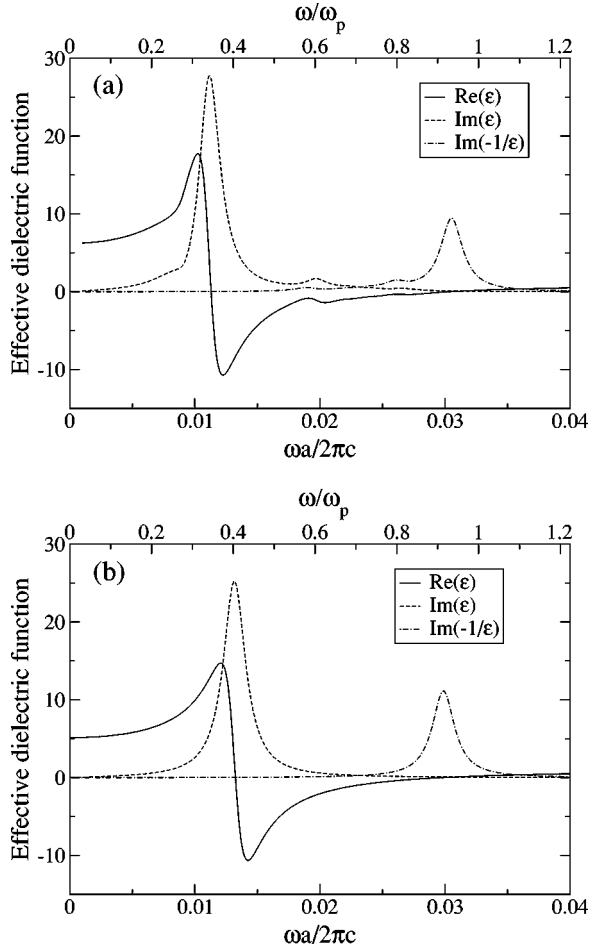 ω/ω_p
0 0.2 0.4 0.6 0.8 1 1.2
(a)
Re(ε)
Im(ε)
Im(-1/ε)
Effective dielectric function
30
20
10
0
-10
0 0.01 0.02 0.03 0.04
ωa/2πc
ω/ω_p
0 0.2 0.4 0.6 0.8 1 1.2
(b)
Re(ε)
Im(ε)
Im(-1/ε)
Effective dielectric function
30
20
10
0
-10
0 0.01 0.02 0.03 0.04
ωa/2πc